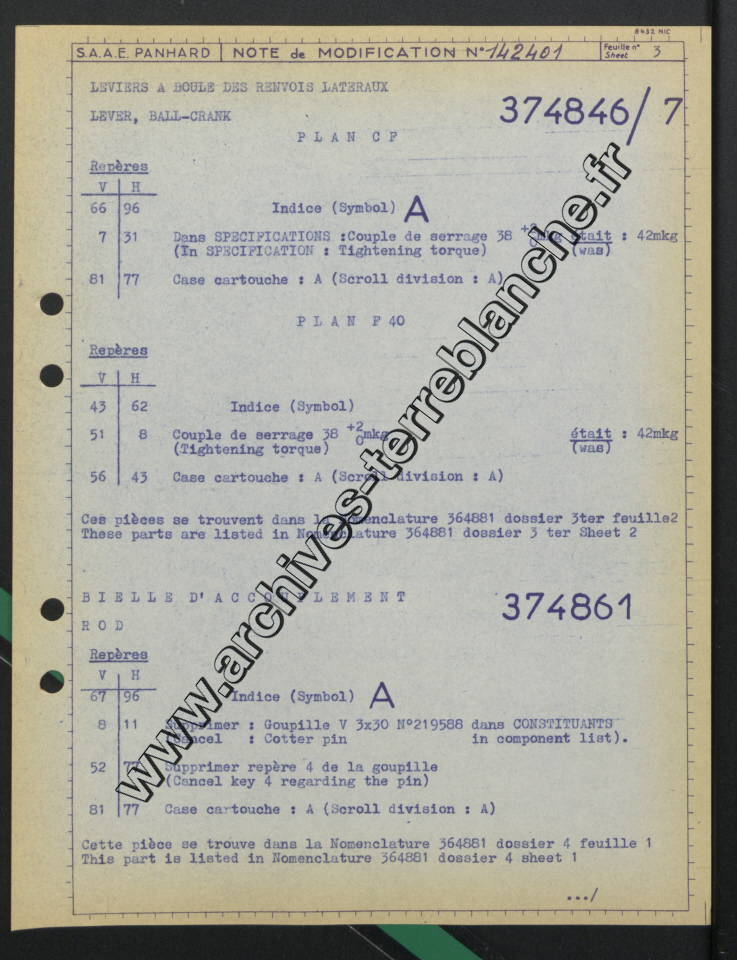 8432 NIC
S.A.A.E. PANHARD NOTE de MODIFICATION N° 142401 Feuille n° Sheet 3
LEVIERS A BOULE DES RENVOIS LATERAUX
374846/7
LEVER, BALL-CRANK
PLAN CF
Repères
V H
66 96 Indice (Symbol) A
7 31 Dans SPECIFICATIONS :Couple de serrage 38 +2 0 mkg était : 42mkg
(In SPECIFICATION : Tightening torque) (was)
81 77 Case cartouche : A (Scroll division : A)
PLAN F 40
Repères
V H
43 62 Indice (Symbol)
51 8 Couple de serrage 38 +2 0 mkg était : 42mkg
(Tightening torque) (was)
56 43 Case cartouche : A (Scroll division : A)
Ces pièces se trouvent dans la Nomenclature 364881 dossier 3ter feuille2
These parts are listed in Nomenclature 364881 dossier 3 ter Sheet 2
BIELLE D'ACCOUPLEMENT
374861
ROD
Repères
V H
67 96 Indice (Symbol) A
8 11 Supprimer : Goupille V 3x30 N°219588 dans CONSTITUANTS
(Cancel : Cotter pin in component list).
52 77 Supprimer repère 4 de la goupille
(Cancel key 4 regarding the pin)
81 77 Case cartouche : A (Scroll division : A)
Cette pièce se trouve dans la Nomenclature 364881 dossier 4 feuille 1
This part is listed in Nomenclature 364881 dossier 4 sheet 1
.../
www.archives-terreblanche.fr